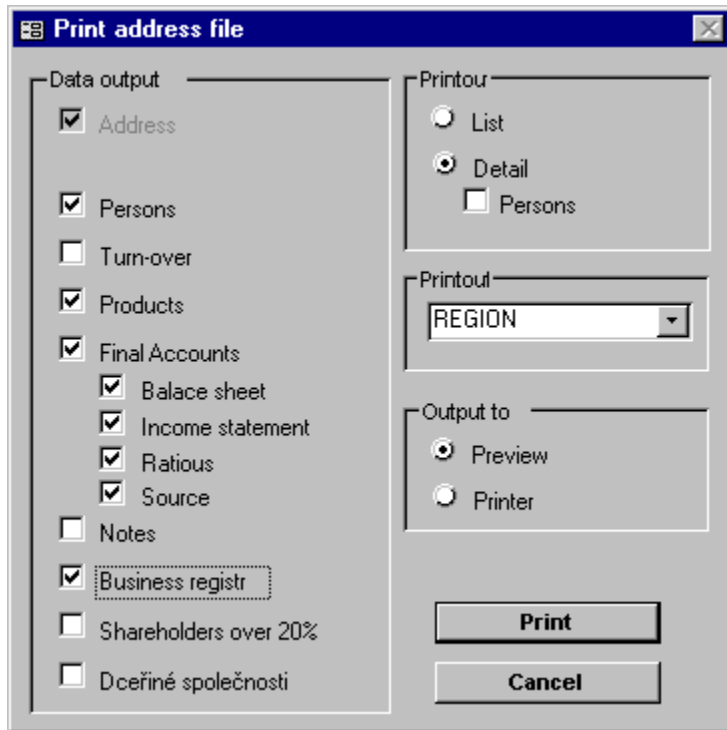 Print address file
Data output
Address
Persons
Turn-over
Products
Final Accounts
Balace sheet
Income statement
Ratious
Source
Notes
Business registr
Shareholders over 20%
Dceřiné společnosti
Printour
List
Detail
Persons
Printout
REGION
Output to
Preview
Printer
Print
Cancel